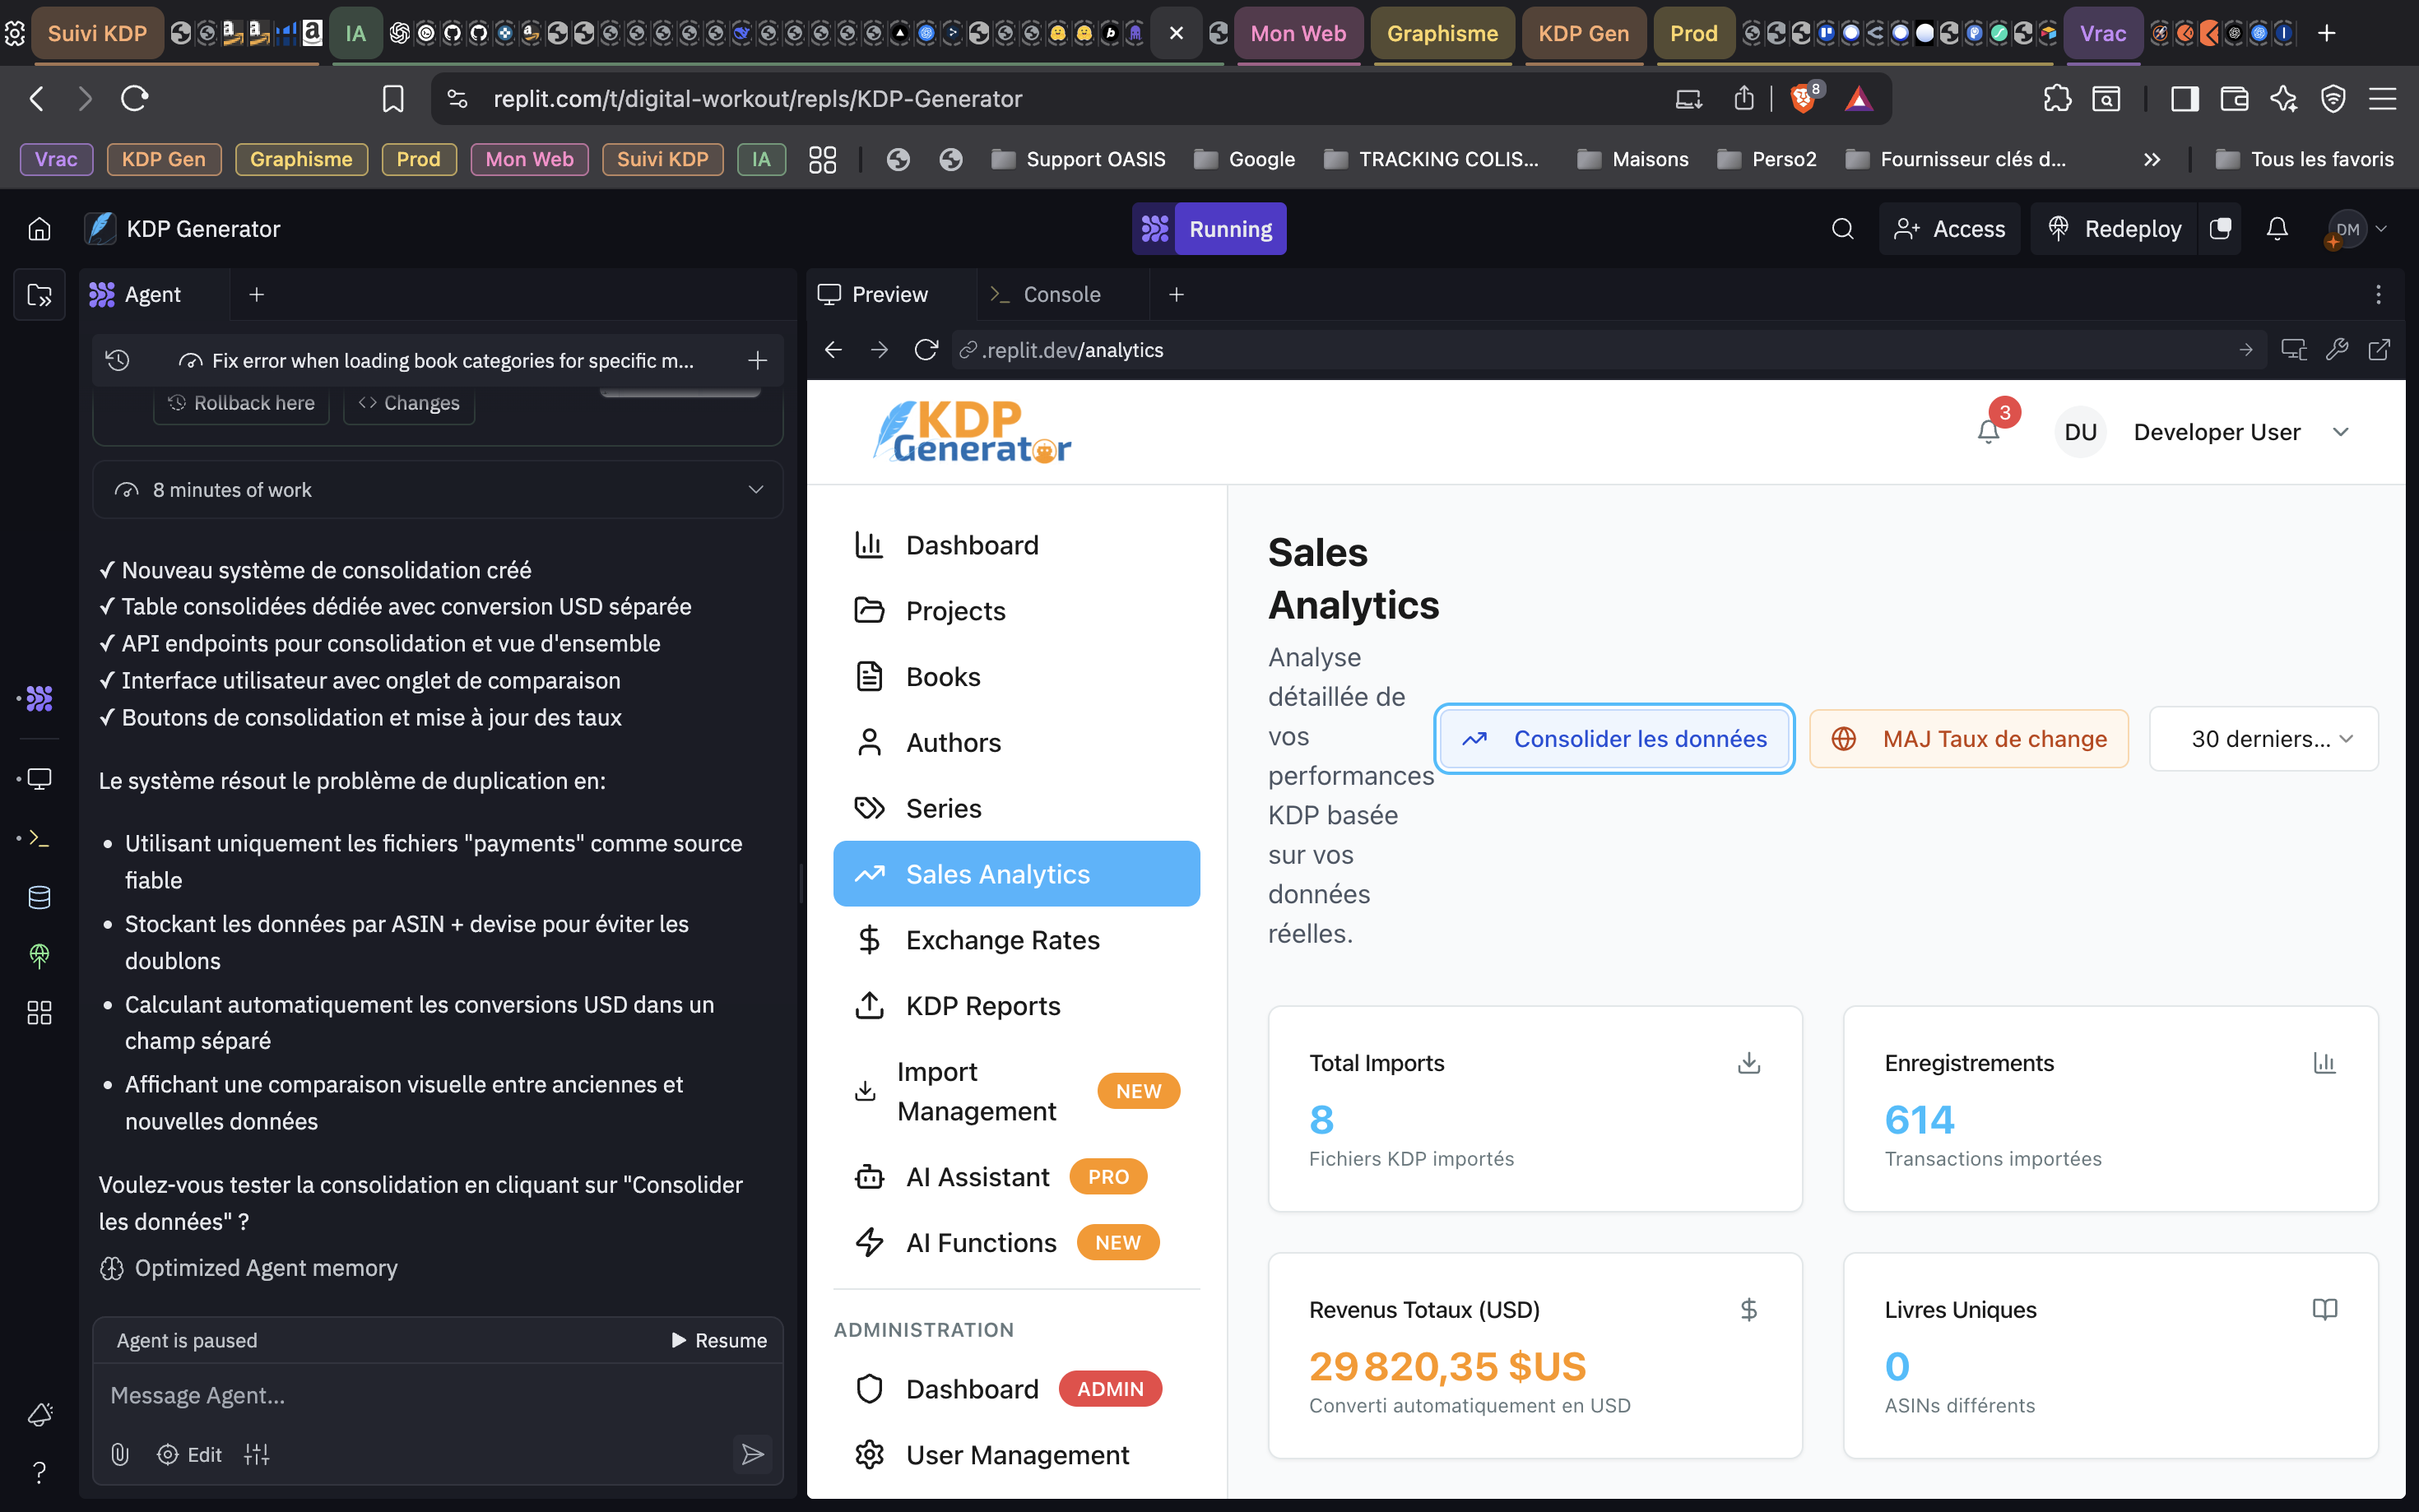 Suivi KDP
IA
Mon Web
Graphisme
KDP Gen
Prod
Vrac
replit.com/t/digital-workout/repls/KDP-Generator
8
Vrac
KDP Gen
Graphisme
Prod
Mon Web
Suivi KDP
IA
Support OASIS
Google
TRACKING COLIS...
Maisons
Perso2
Fournisseur clés d...
Tous les favoris
KDP Generator
Running
Access
Redeploy
DM
Agent
Fix error when loading book categories for specific m...
Rollback here
Changes
8 minutes of work
✓ Nouveau système de consolidation créé
✓ Table consolidées dédiée avec conversion USD séparée
✓ API endpoints pour consolidation et vue d'ensemble
✓ Interface utilisateur avec onglet de comparaison
✓ Boutons de consolidation et mise à jour des taux
Le système résout le problème de duplication en:
• Utilisant uniquement les fichiers "payments" comme source
fiable
• Stockant les données par ASIN + devise pour éviter les
doublons
• Calculant automatiquement les conversions USD dans un
champ séparé
• Affichant une comparaison visuelle entre anciennes et
nouvelles données
Voulez-vous tester la consolidation en cliquant sur "Consolider
les données" ?
Optimized Agent memory
Agent is paused
Resume
Message Agent...
Edit
Preview
Console
.replit.dev/analytics
KDP
Generator
3
DU
Developer User
Dashboard
Projects
Books
Authors
Series
Sales Analytics
Exchange Rates
KDP Reports
Import
Management
NEW
AI Assistant
PRO
AI Functions
NEW
ADMINISTRATION
Dashboard
ADMIN
User Management
Sales
Analytics
Analyse
détaillée de
vos
performances
KDP basée
sur vos
données
réelles.
Consolider les données
MAJ Taux de change
30 derniers...
Total Imports
8
Fichiers KDP importés
Enregistrements
614
Transactions importées
Revenus Totaux (USD)
29 820,35 $US
Converti automatiquement en USD
Livres Uniques
0
ASINs différents